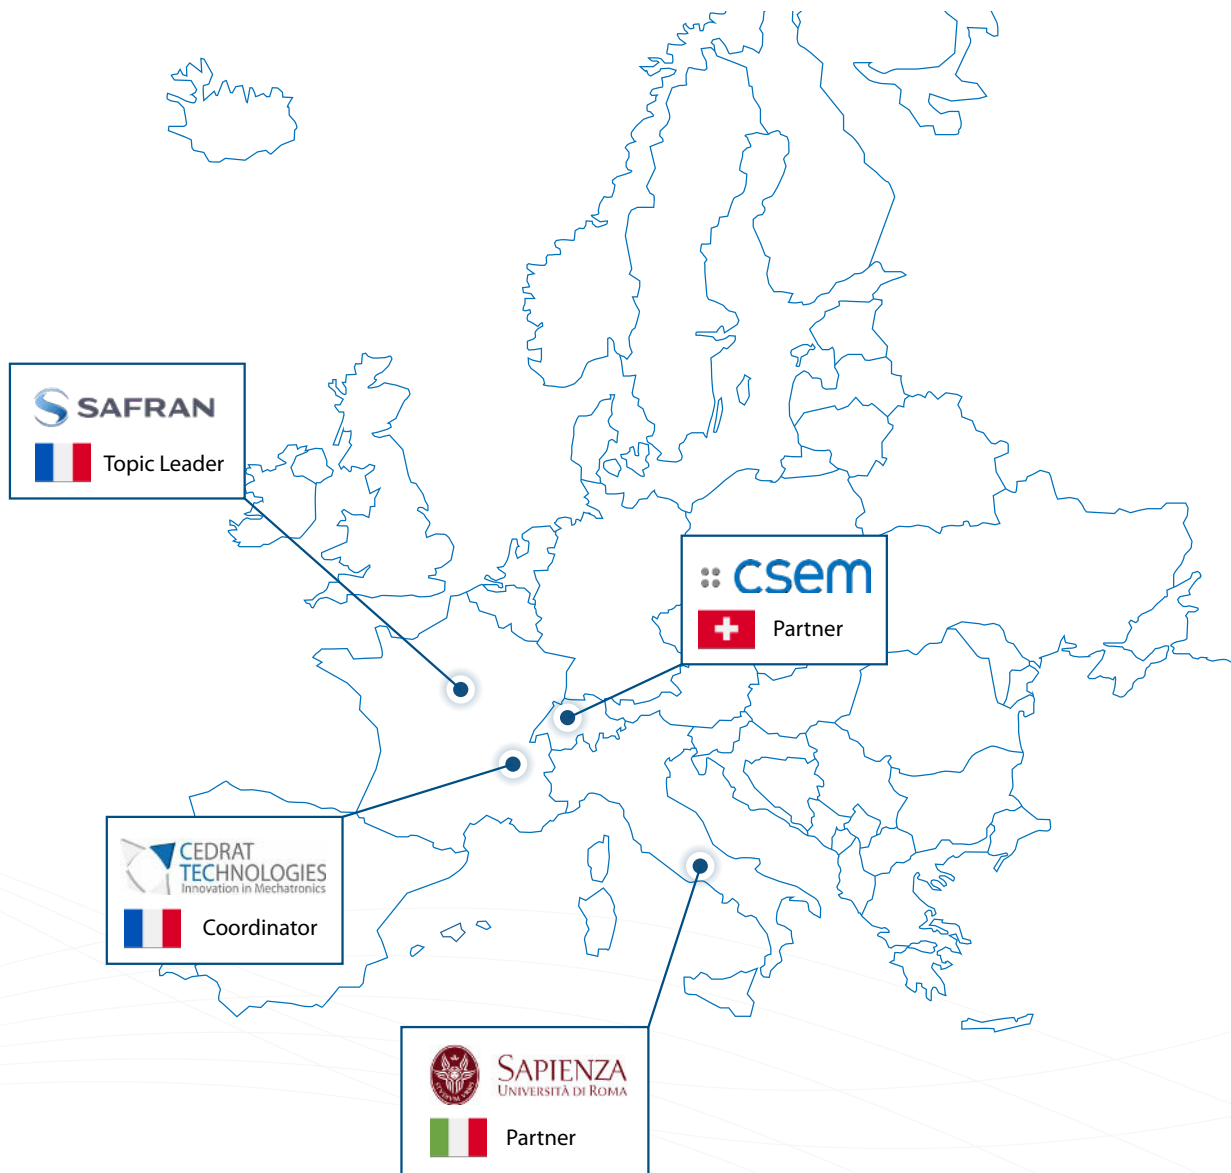 SAFRAN
Topic Leader
csem
Partner
CEDRAT
TECHNOLOGIES
Innovation in Mechatronics
Coordinator
SAPIENZA
UNIVERSITÀ DI ROMA
Partner